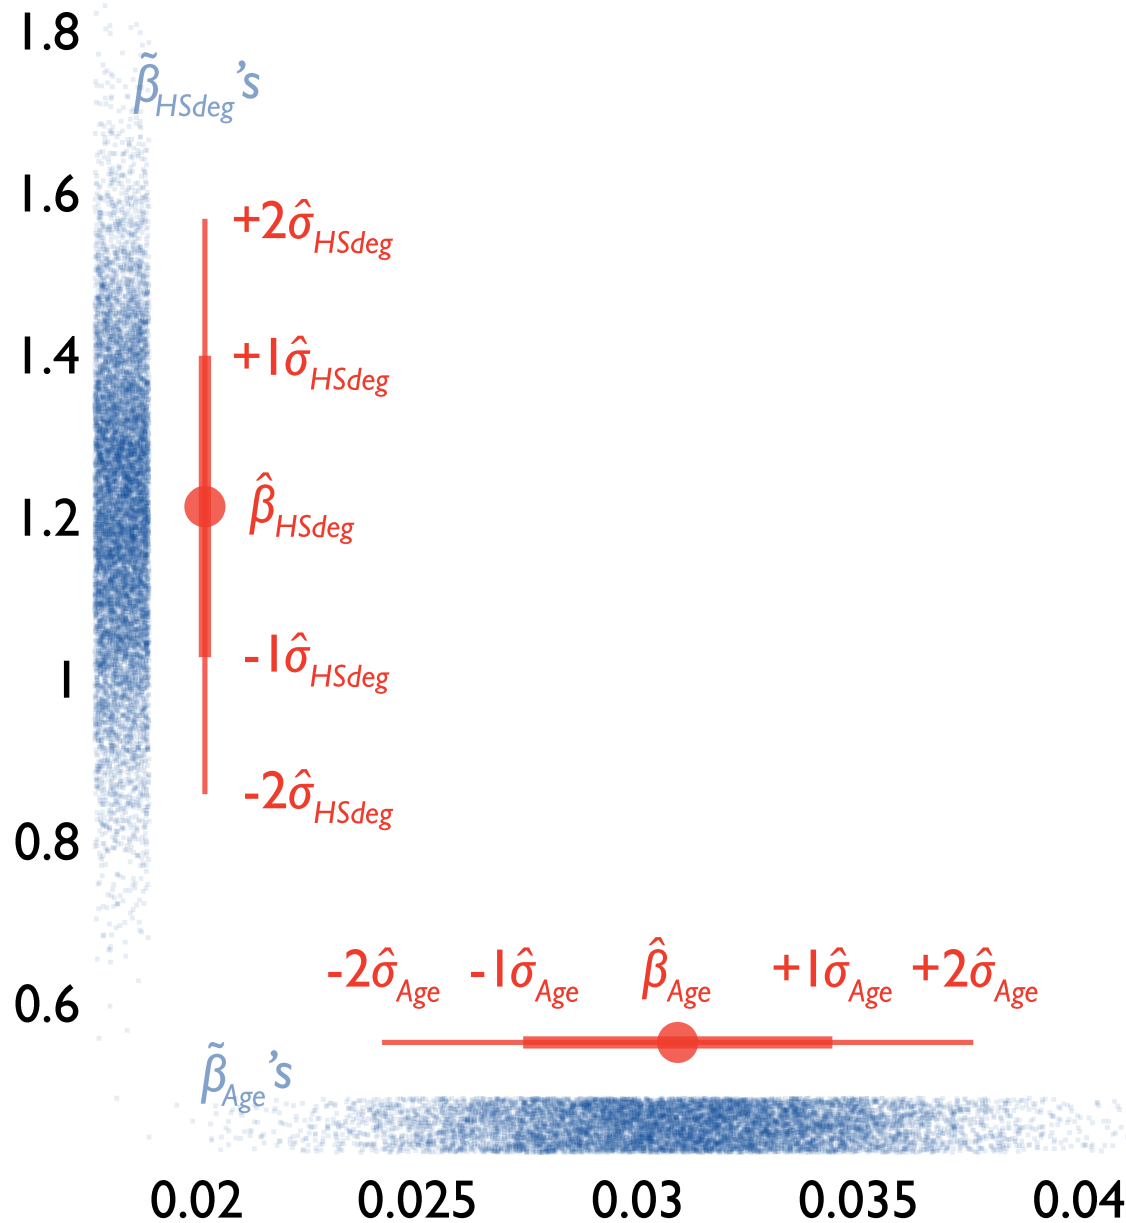 1.8
β̃HSdeg's
1.6
+2σ̂HSdeg
1.4
+1σ̂HSdeg
1.2
β̂HSdeg
1
-1σ̂HSdeg
-2σ̂HSdeg
0.8
0.6
-2σ̂Age -1σ̂Age β̂Age +1σ̂Age +2σ̂Age
β̃Age's
0.02 0.025 0.03 0.035 0.04